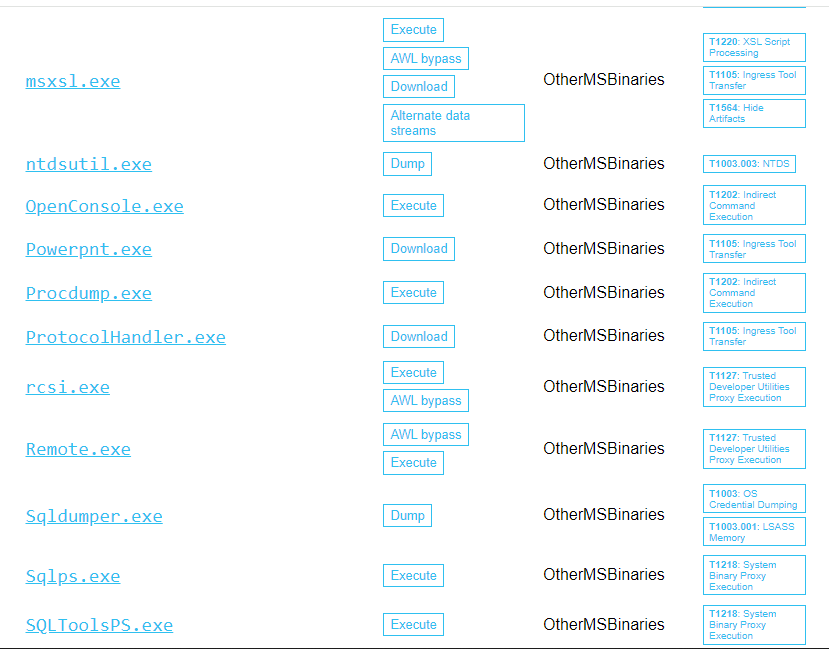 msxsl.exe
Execute
AWL bypass
Download
Alternate data
streams
OtherMSBinaries
T1220: XSL Script
Processing
T1105: Ingress Tool
Transfer
T1564: Hide
Artifacts
ntdsutil.exe
Dump
OtherMSBinaries
T1003.003: NTDS
OpenConsole.exe
Execute
OtherMSBinaries
T1202: Indirect
Command
Execution
Powerpnt.exe
Download
OtherMSBinaries
T1105: Ingress Tool
Transfer
Procdump.exe
Execute
OtherMSBinaries
T1202: Indirect
Command
Execution
ProtocolHandler.exe
Download
OtherMSBinaries
T1105: Ingress Tool
Transfer
rcsi.exe
Execute
AWL bypass
OtherMSBinaries
T1127: Trusted
Developer Utilities
Proxy Execution
Remote.exe
AWL bypass
Execute
OtherMSBinaries
T1127: Trusted
Developer Utilities
Proxy Execution
Sqldumper.exe
Dump
OtherMSBinaries
T1003: OS
Credential Dumping
T1003.001: LSASS
Memory
Sqlps.exe
Execute
OtherMSBinaries
T1218: System
Binary Proxy
Execution
SQLToolsPS.exe
Execute
OtherMSBinaries
T1218: System
Binary Proxy
Execution